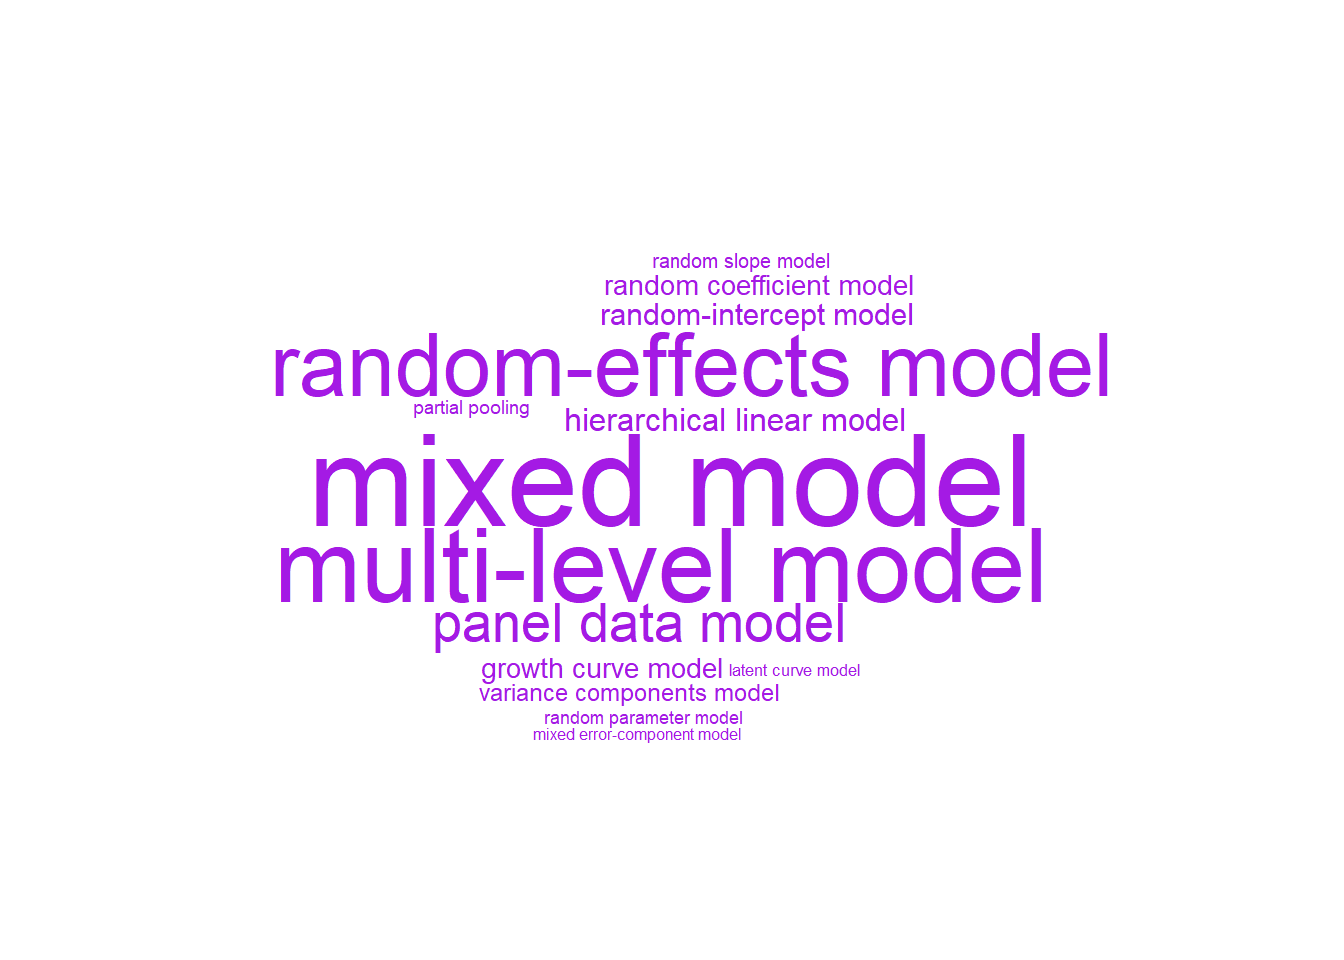 random slope model
random coefficient model
random-intercept model
random-effects model
partial pooling
hierarchical linear model
mixed model
multi-level model
panel data model
growth curve model
latent curve model
variance components model
random parameter model
mixed error-component model